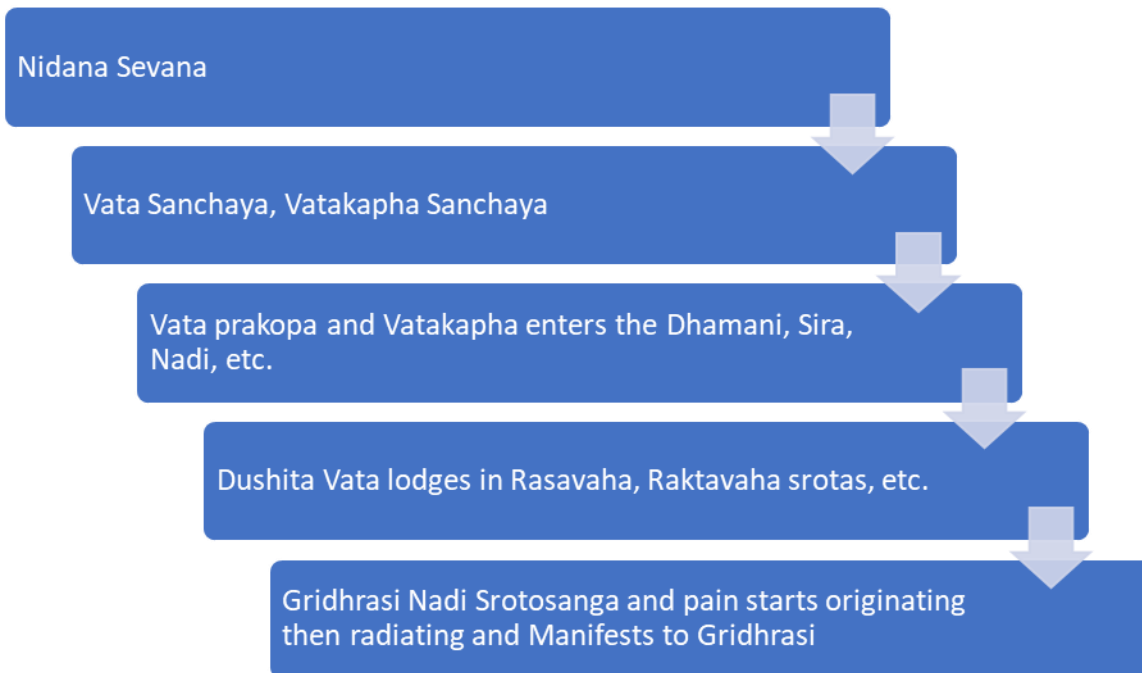 Nidana Sevana
Vata Sanchaya, Vatakapha Sanchaya
Vata prakopa and Vatakapha enters the Dhamani, Sira,
Nadi, etc.
Dushita Vata lodges in Rasavaha, Raktavaha srotas, etc.
Gridhrasi Nadi Srotosanga and pain starts originating
then radiating and Manifests to Gridhrasi